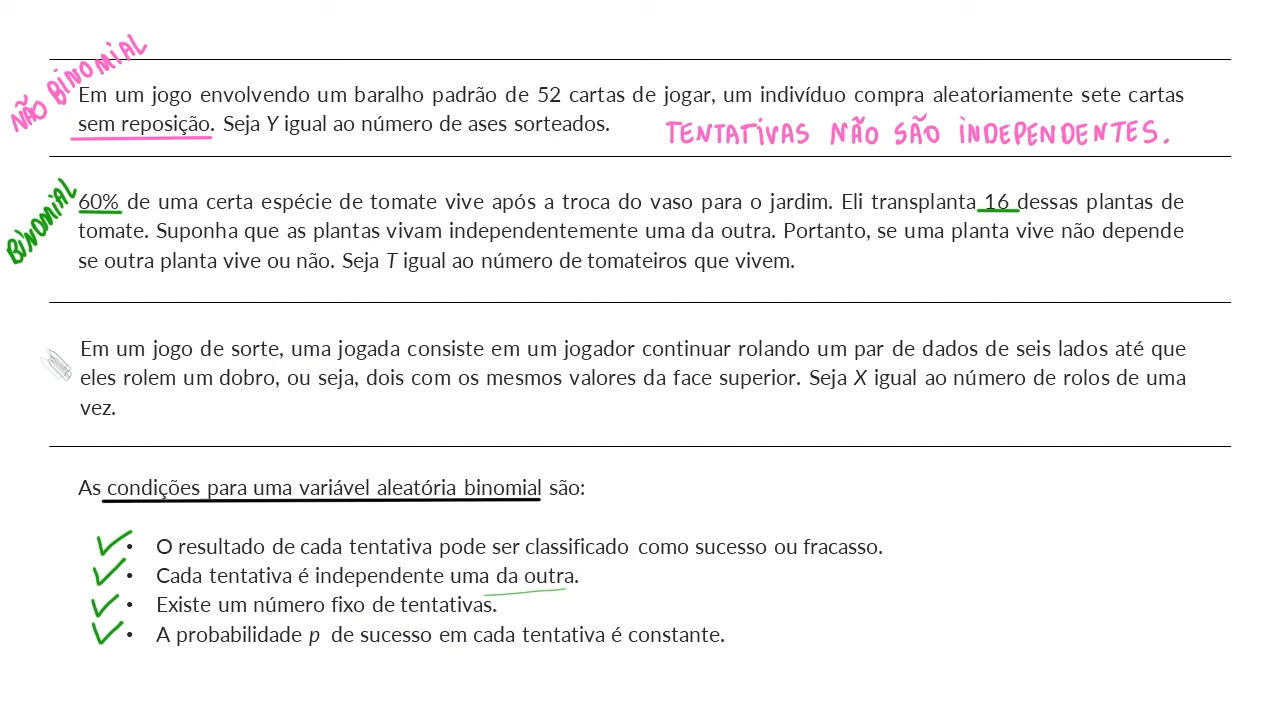 NÃO BINOMIAL
Em um jogo envolvendo um baralho padrão de 52 cartas de jogar, um indivíduo compra aleatoriamente sete cartas
sem reposição. Seja Y igual ao número de ases sorteados.
TENTATIVAS NÃO SÃO INDEPENDENTES.
BINOMIAL
60% de uma certa espécie de tomate vive após a troca do vaso para o jardim. Eli transplanta 16 dessas plantas de
tomate. Suponha que as plantas vivam independentemente uma da outra. Portanto, se uma planta vive não depende
se outra planta vive ou não. Seja T igual ao número de tomateiros que vivem.
Em um jogo de sorte, uma jogada consiste em um jogador continuar rolando um par de dados de seis lados até que
eles rolem um dobro, ou seja, dois com os mesmos valores da face superior. Seja X igual ao número de rolos de uma
vez.
As condições para uma variável aleatória binomial são:
• O resultado de cada tentativa pode ser classificado como sucesso ou fracasso.
• Cada tentativa é independente uma da outra.
• Existe um número fixo de tentativas.
• A probabilidade p de sucesso em cada tentativa é constante.